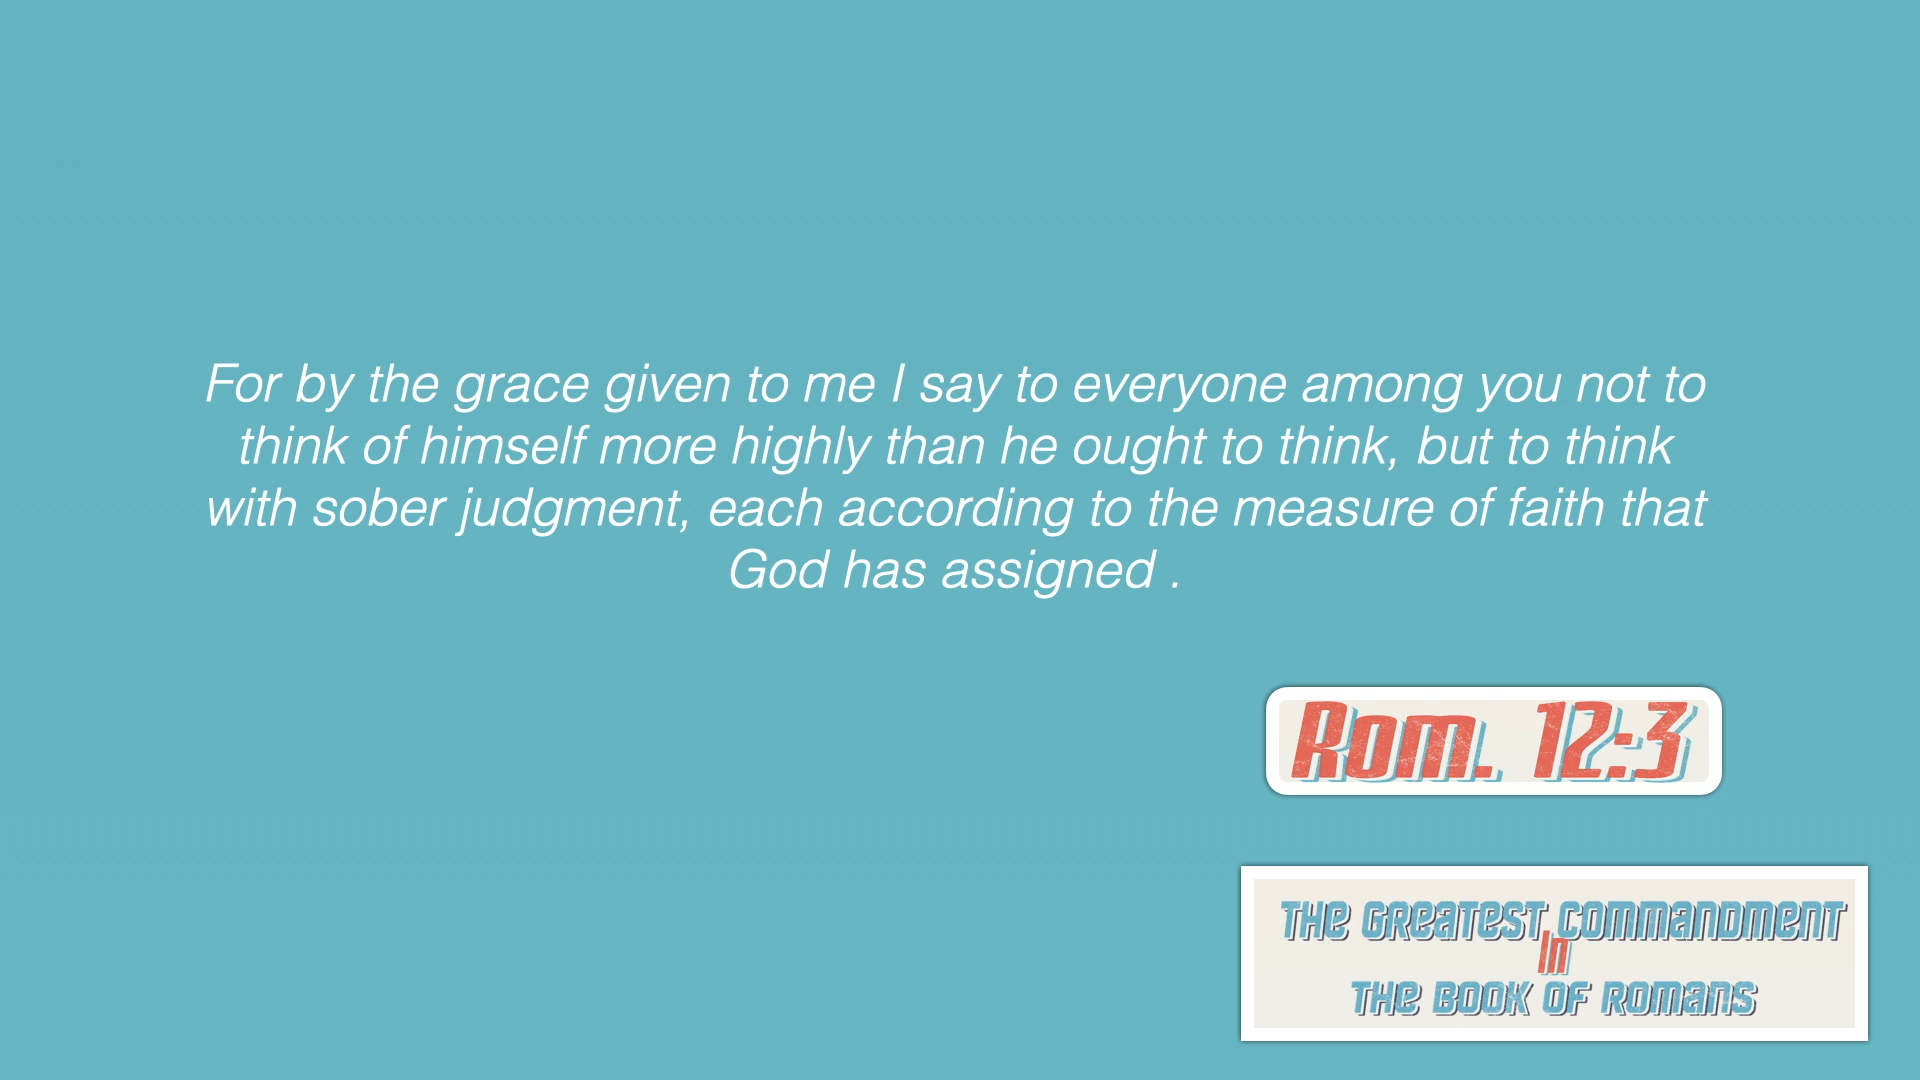 For by the grace given to me I say to everyone among you not to
think of himself more highly than he ought to think, but to think
with sober judgment, each according to the measure of faith that
God has assigned .
Rom. 12:3
THE GREATEST COMMANDMENT
In
THE BOOK OF ROMANS